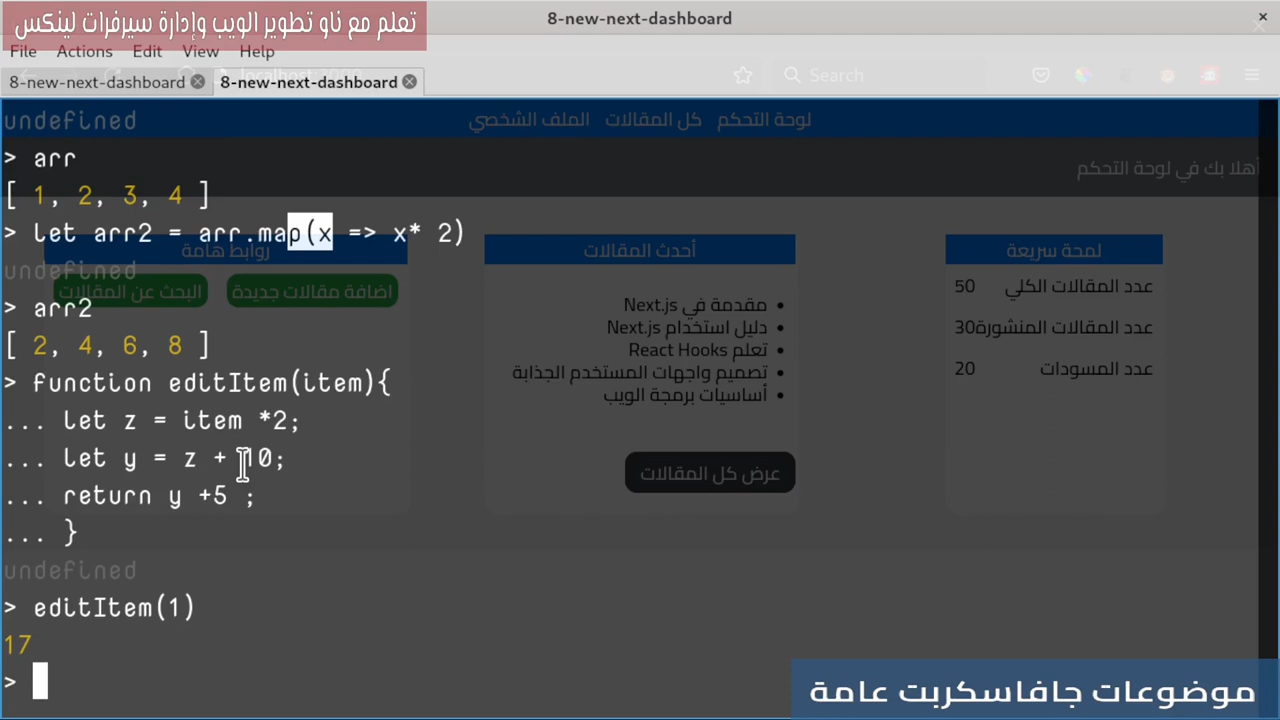 تعلم مع ناو تطوير الويب وإدارة سيرفرات لينكس
8-new-next-dashboard
File Actions Edit View Help
8-new-next-dashboard
8-new-next-dashboard
Search
لوحة التحكم كل المقالات الملف الشخصي
أهلا بك في لوحة التحكم
undefined
> arr
[ 1, 2, 3, 4 ]
> let arr2 = arr.map(x => x* 2)
undefined
> arr2
[ 2, 4, 6, 8 ]
> function editItem(item){
... let z = item *2;
... let y = z + 10;
... return y +5 ;
... }
undefined
> editItem(1)
17
>
لمحة سريعة
عدد المقالات الكلي 50
عدد المقالات المنشورة 30
عدد المسودات 20
أحدث المقالات
مقدمة في Next.js
دليل استخدام Next.js
تعلم React Hooks
تصميم واجهات المستخدم الجذابة
أساسيات برمجة الويب
عرض كل المقالات
روابط هامة
اضافة مقالات جديدة
البحث عن المقالات
موضوعات جافاسكربت عامة